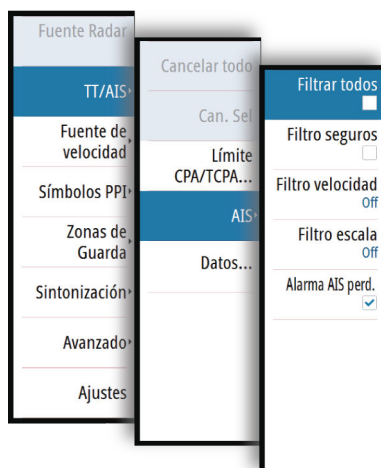 Fuente Radar
TT/AIS
Fuente de
velocidad
Símbolos PPI
Zonas de
Guarda
Sintonización
Avanzado
Ajustes
Cancelar todo
Can. Sel
Límite
CPA/TCPA...
AIS
Datos...
Filtrar todos
Filtro seguros
Filtro velocidad
Off
Filtro escala
Off
Alarma AIS perd.